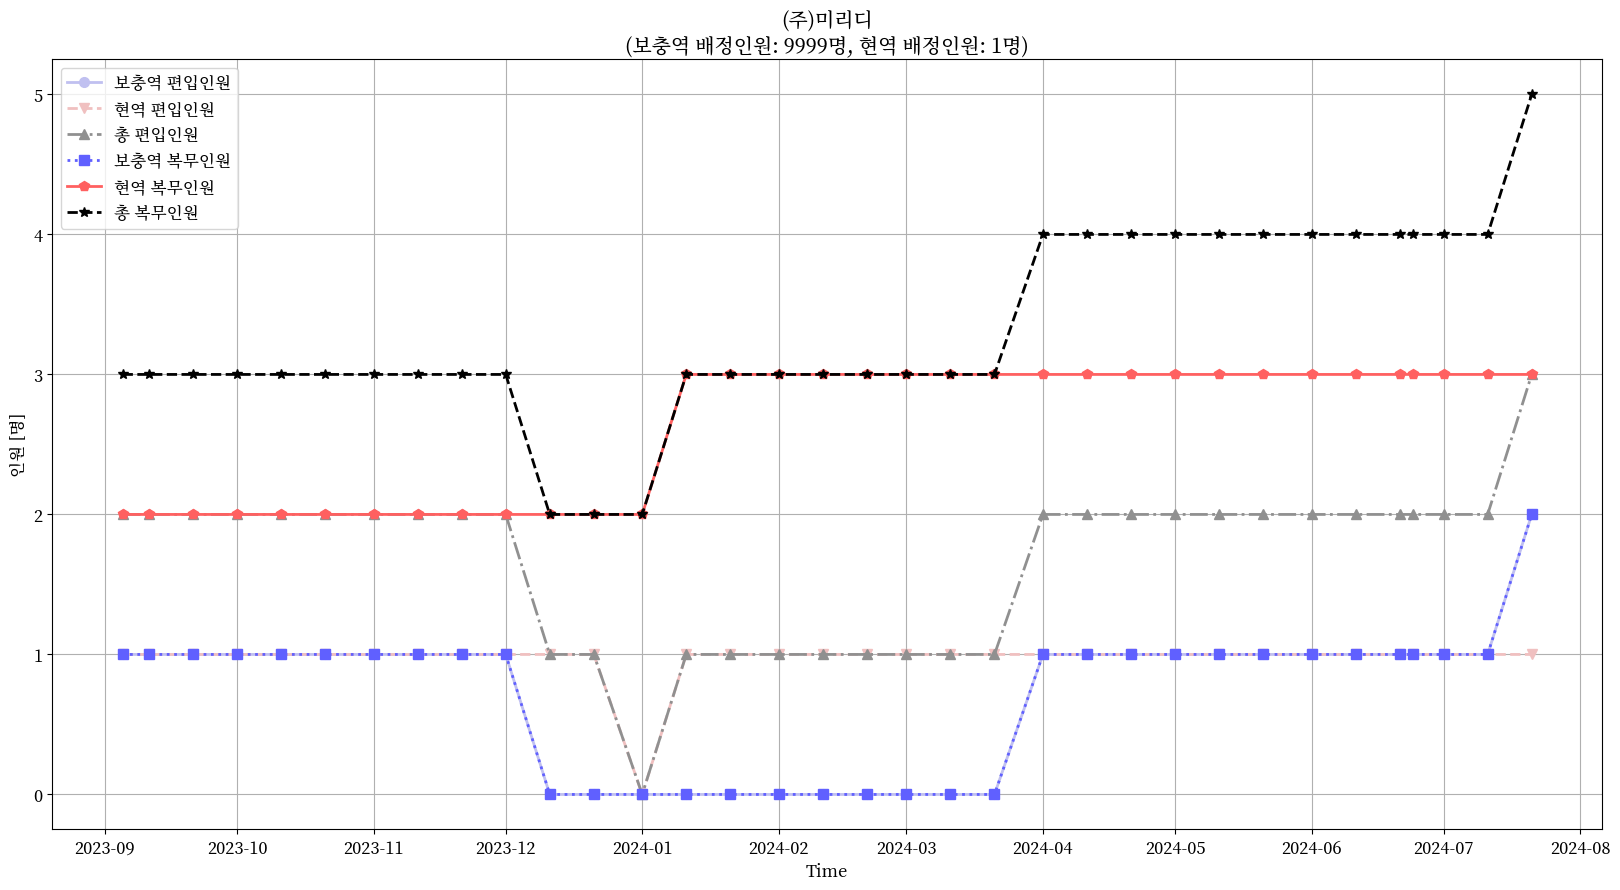 (주)미리디
(보충역 배정인원: 9999명, 현역 배정인원: 1명)
보충역 편입인원
현역 편입인원
총 편입인원
보충역 복무인원
현역 복무인원
총 복무인원
인원 [명]
5
4
3
2
1
0
2023-09
2023-10
2023-11
2023-12
2024-01
2024-02
2024-03
2024-04
2024-05
2024-06
2024-07
2024-08
Time